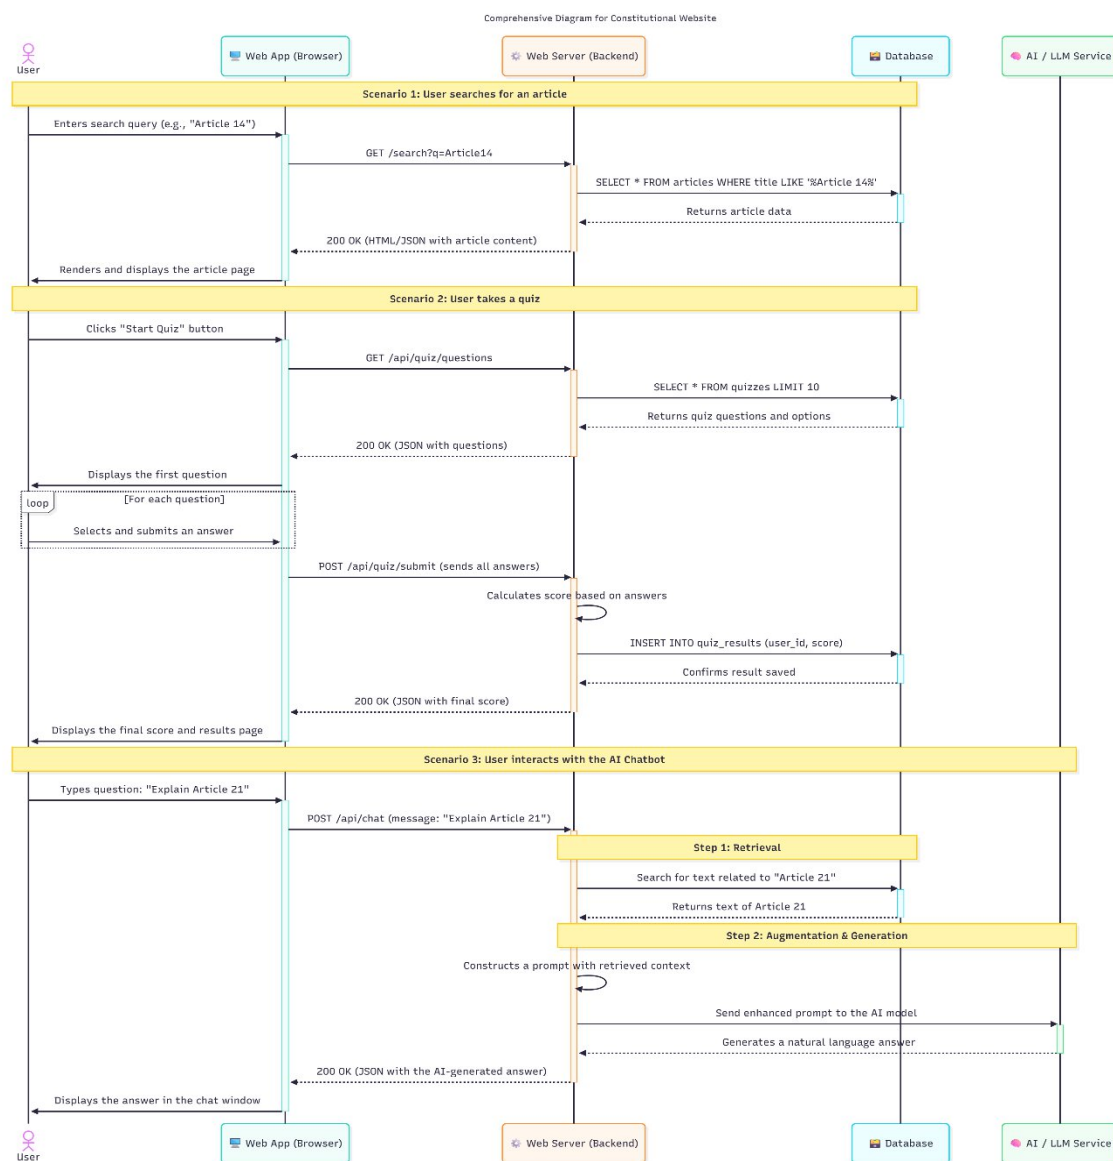 Comprehensive Diagram for Constitutional Website
User
Web App (Browser)
Web Server (Backend)
Database
AI / LLM Service
Scenario 1: User searches for an article
Enters search query (e.g., "Article 14")
GET /search?q=Article14
SELECT * FROM articles WHERE title LIKE '%Article 14%'
Returns article data
200 OK (HTML/JSON with article content)
Renders and displays the article page
Scenario 2: User takes a quiz
Clicks "Start Quiz" button
GET /api/quiz/questions
SELECT * FROM quizzes LIMIT 10
Returns quiz questions and options
200 OK (JSON with questions)
Displays the first question
loop
[For each question]
Selects and submits an answer
POST /api/quiz/submit (sends all answers)
Calculates score based on answers
INSERT INTO quiz_results (user_id, score)
Confirms result saved
200 OK (JSON with final score)
Displays the final score and results page
Scenario 3: User interacts with the AI Chatbot
Types question: "Explain Article 21"
POST /api/chat (message: "Explain Article 21")
Step 1: Retrieval
Search for text related to "Article 21"
Returns text of Article 21
Step 2: Augmentation & Generation
Constructs a prompt with retrieved context
Send enhanced prompt to the AI model
Generates a natural language answer
200 OK (JSON with the AI-generated answer)
Displays the answer in the chat window
User
Web App (Browser)
Web Server (Backend)
Database
AI / LLM Service